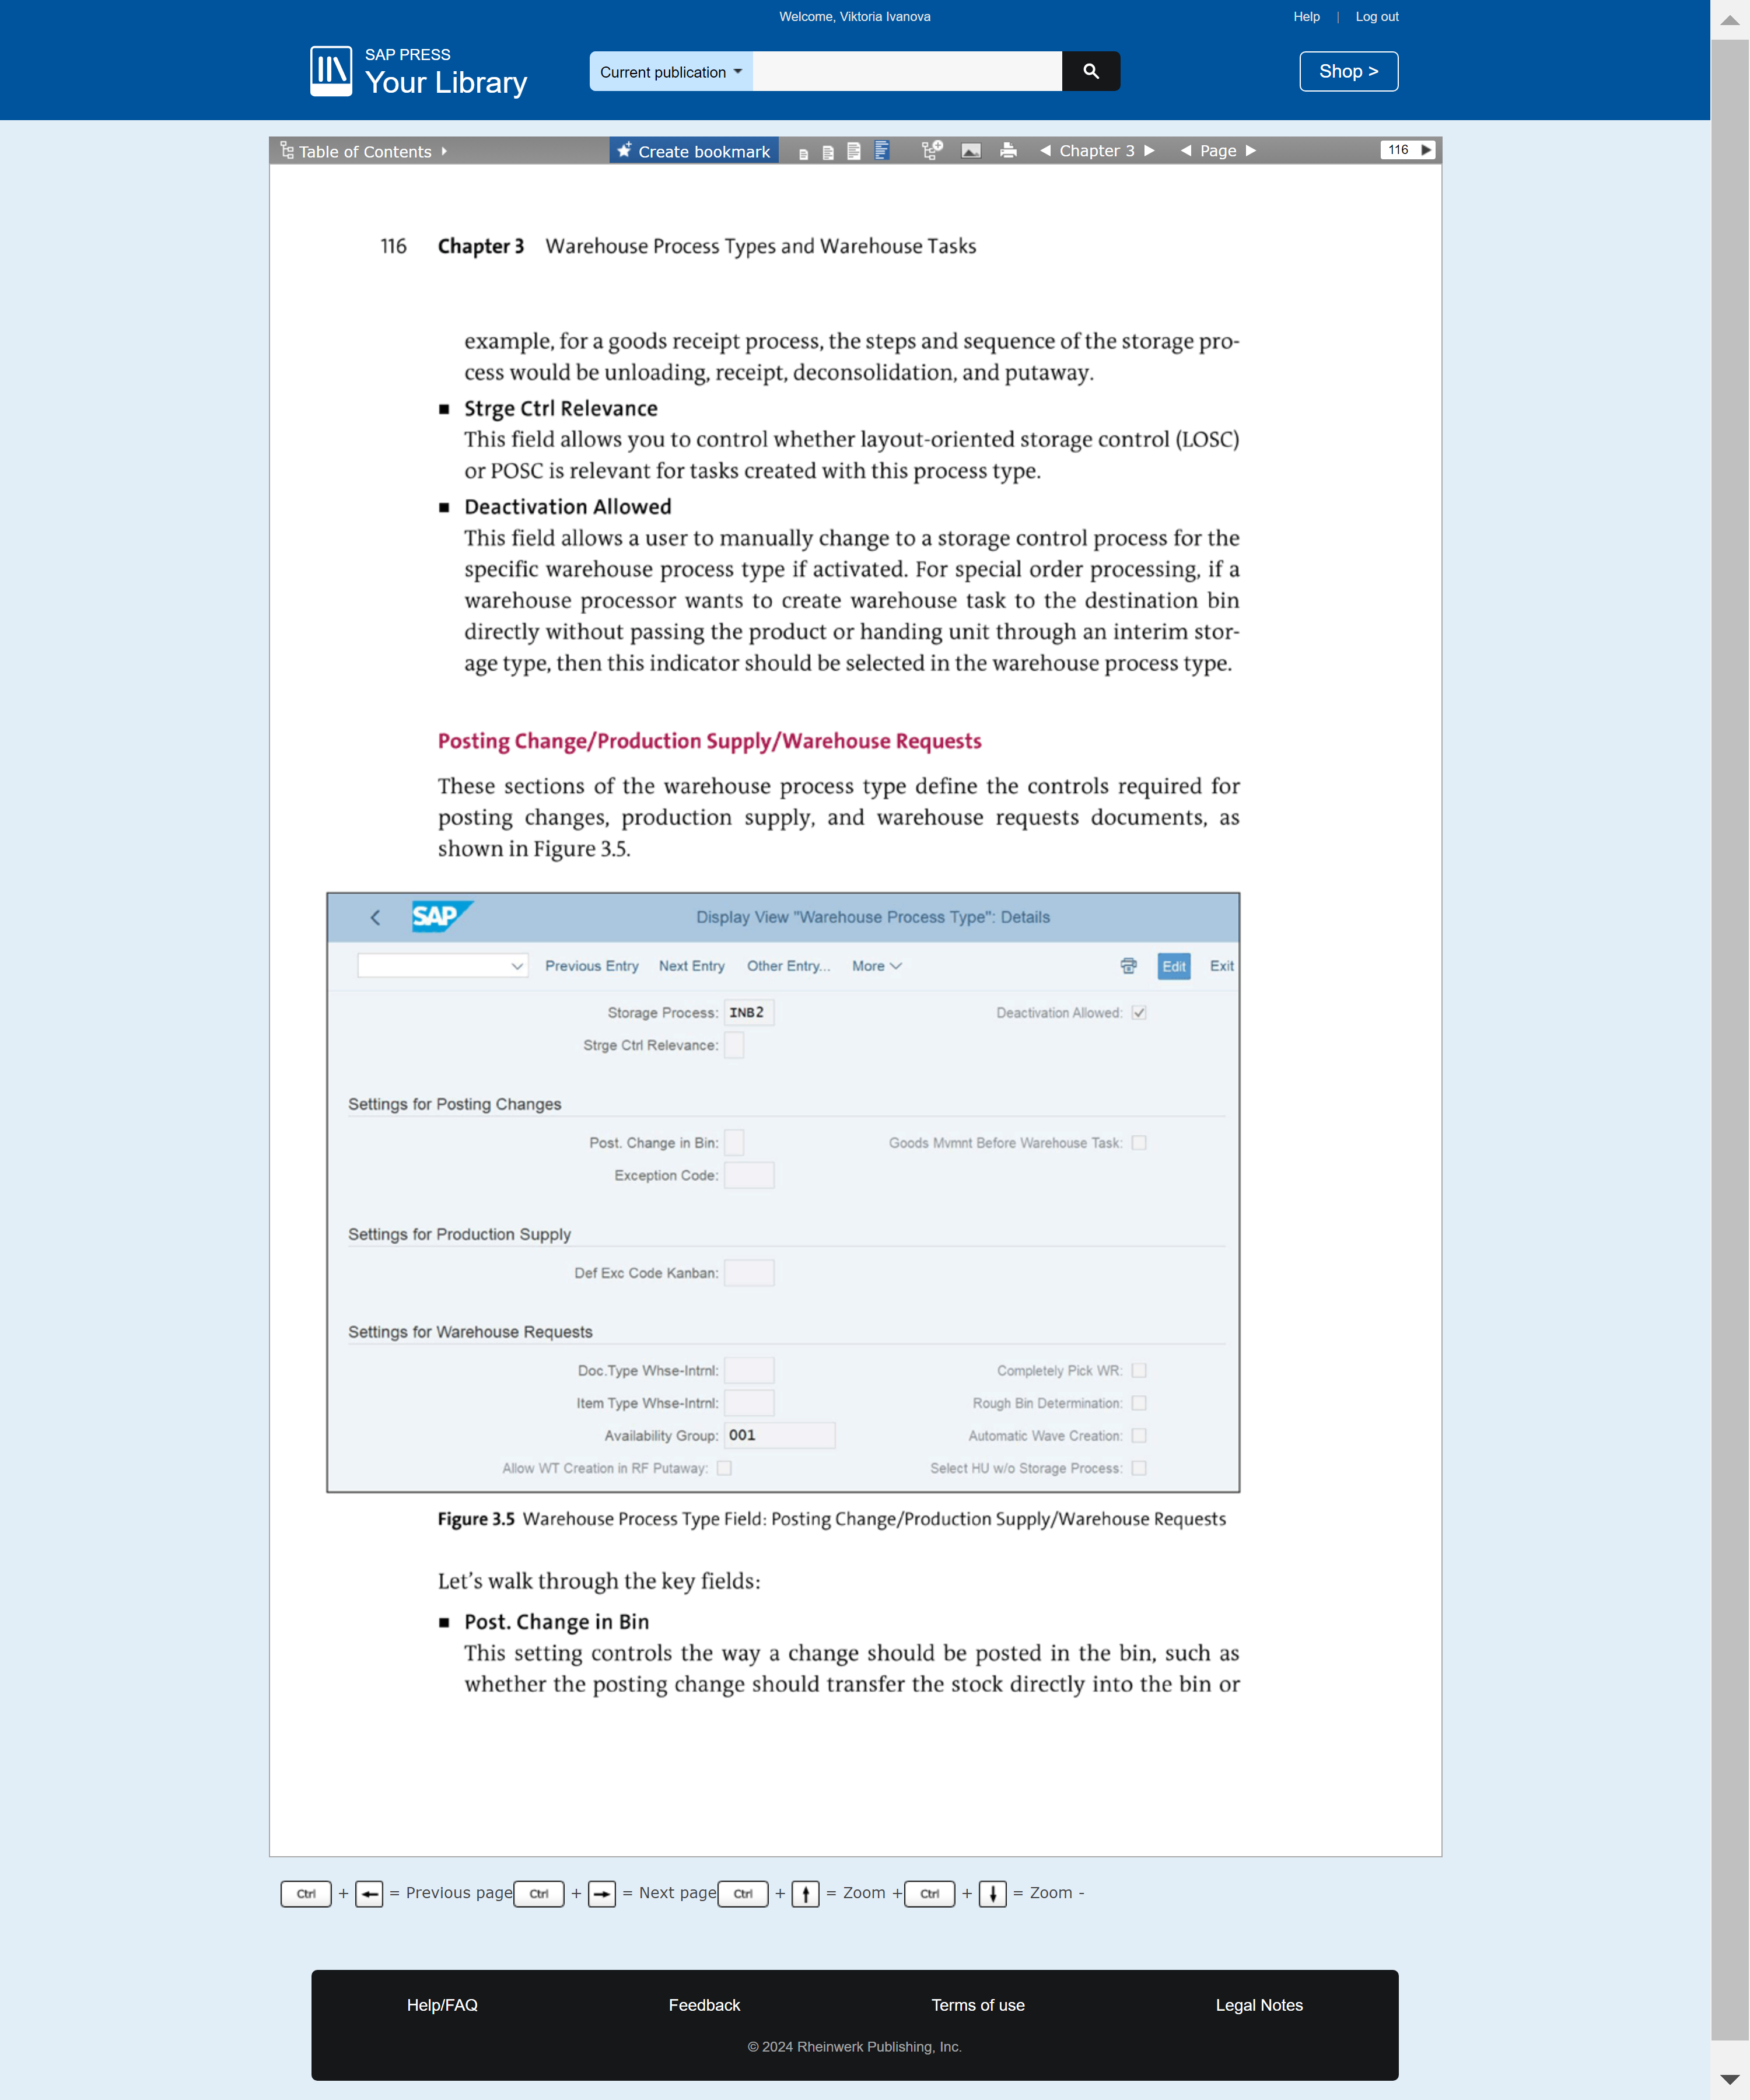 Welcome, Viktoria Ivanova
Help | Log out
SAP PRESS
Your Library
Current publication
Shop >
Table of Contents
Create bookmark
Chapter 3
Page
116
116 Chapter 3 Warehouse Process Types and Warehouse Tasks
example, for a goods receipt process, the steps and sequence of the storage pro-
cess would be unloading, receipt, deconsolidation, and putaway.
■ Strge Ctrl Relevance
This field allows you to control whether layout-oriented storage control (LOSC)
or POSC is relevant for tasks created with this process type.
■ Deactivation Allowed
This field allows a user to manually change to a storage control process for the
specific warehouse process type if activated. For special order processing, if a
warehouse processor wants to create warehouse task to the destination bin
directly without passing the product or handing unit through an interim stor-
age type, then this indicator should be selected in the warehouse process type.
Posting Change/Production Supply/Warehouse Requests
These sections of the warehouse process type define the controls required for
posting changes, production supply, and warehouse requests documents, as
shown in Figure 3.5.
SAP
Display View "Warehouse Process Type": Details
Previous Entry Next Entry Other Entry... More Edit Exit
Storage Process: INB2 Deactivation Allowed:
Strge Ctrl Relevance:
Settings for Posting Changes
Post. Change in Bin: Goods Mvmnt Before Warehouse Task:
Exception Code:
Settings for Production Supply
Def Exc Code Kanban:
Settings for Warehouse Requests
Doc.Type Whse-Intrnl: Completely Pick WR:
Item Type Whse-Intrnl: Rough Bin Determination:
Availability Group: 001 Automatic Wave Creation:
Allow WT Creation in RF Putaway: Select HU w/o Storage Process:
Figure 3.5 Warehouse Process Type Field: Posting Change/Production Supply/Warehouse Requests
Let's walk through the key fields:
■ Post. Change in Bin
This setting controls the way a change should be posted in the bin, such as
whether the posting change should transfer the stock directly into the bin or
Ctrl + ← = Previous page Ctrl + → = Next page Ctrl + ↑ = Zoom + Ctrl + ↓ = Zoom -
Help/FAQ Feedback Terms of use Legal Notes
© 2024 Rheinwerk Publishing, Inc.